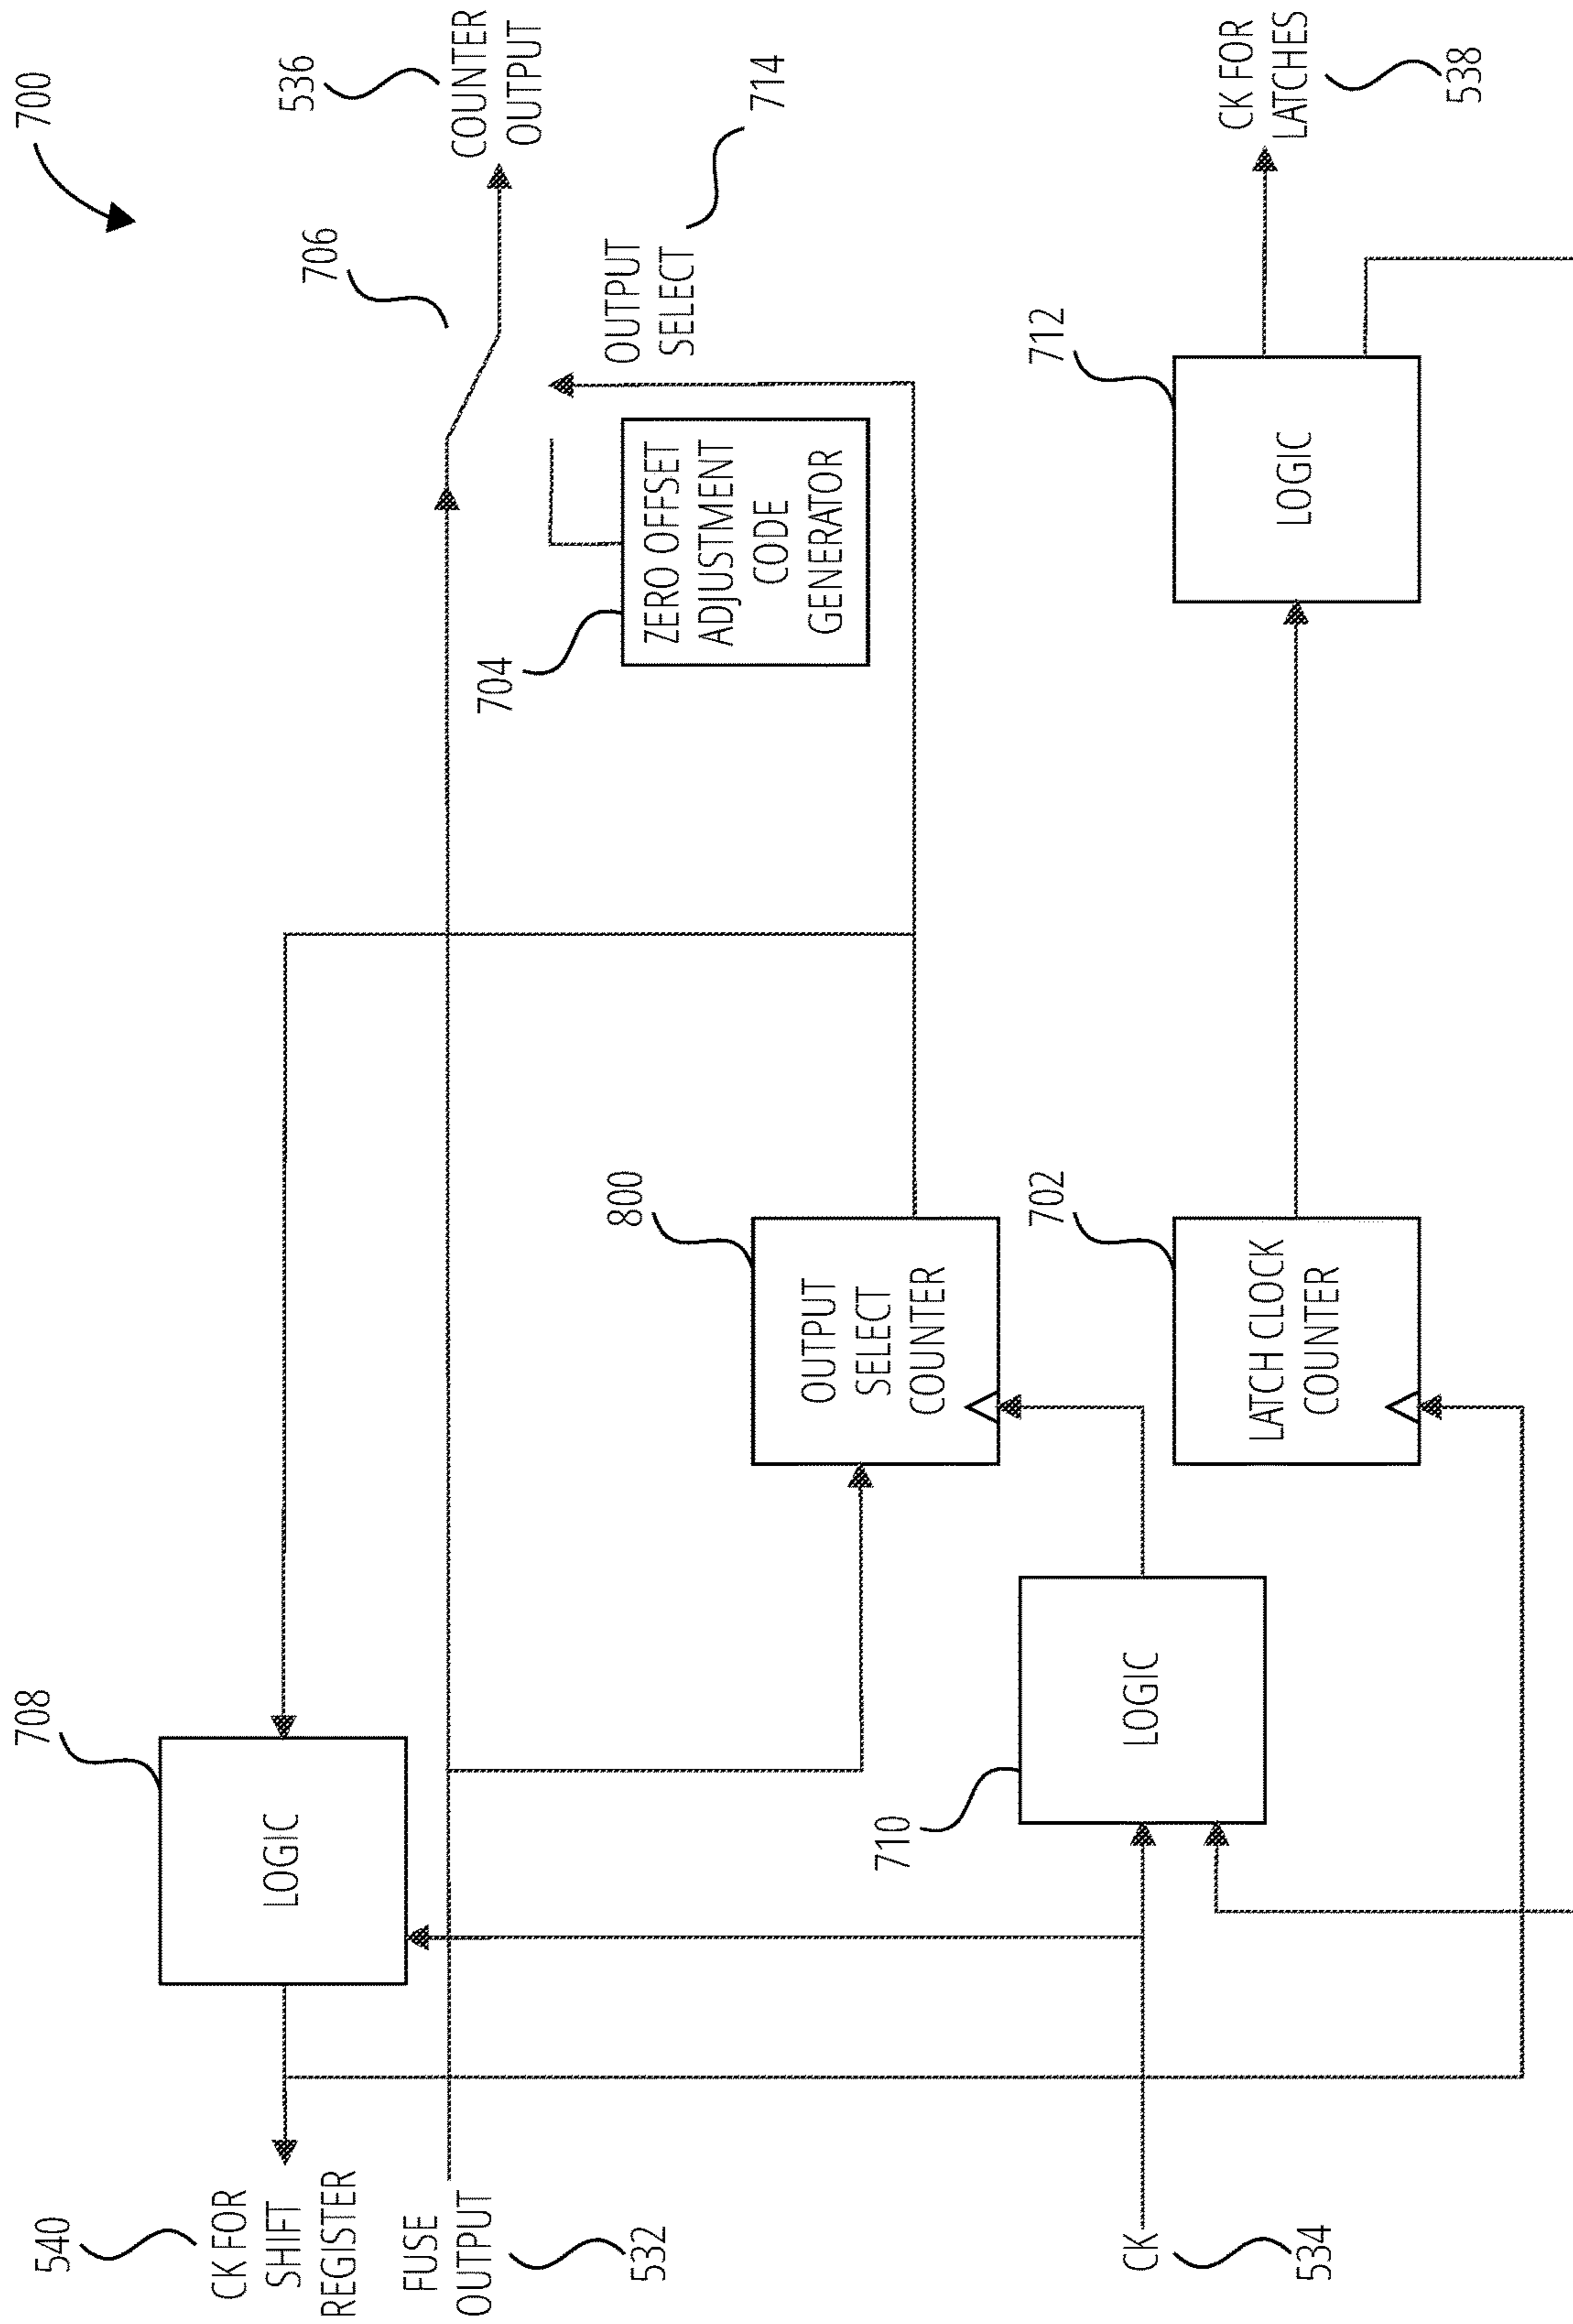 700
708
540
CK FOR
SHIFT
REGISTER
LOGIC
536
COUNTER
OUTPUT
706
FUSE
OUTPUT
532
OUTPUT
SELECT
714
704
ZERO OFFSET
ADJUSTMENT
CODE
GENERATOR
800
OUTPUT
SELECT
COUNTER
710
LOGIC
CK
534
702
LATCH CLOCK
COUNTER
712
LOGIC
CK FOR
LATCHES
538